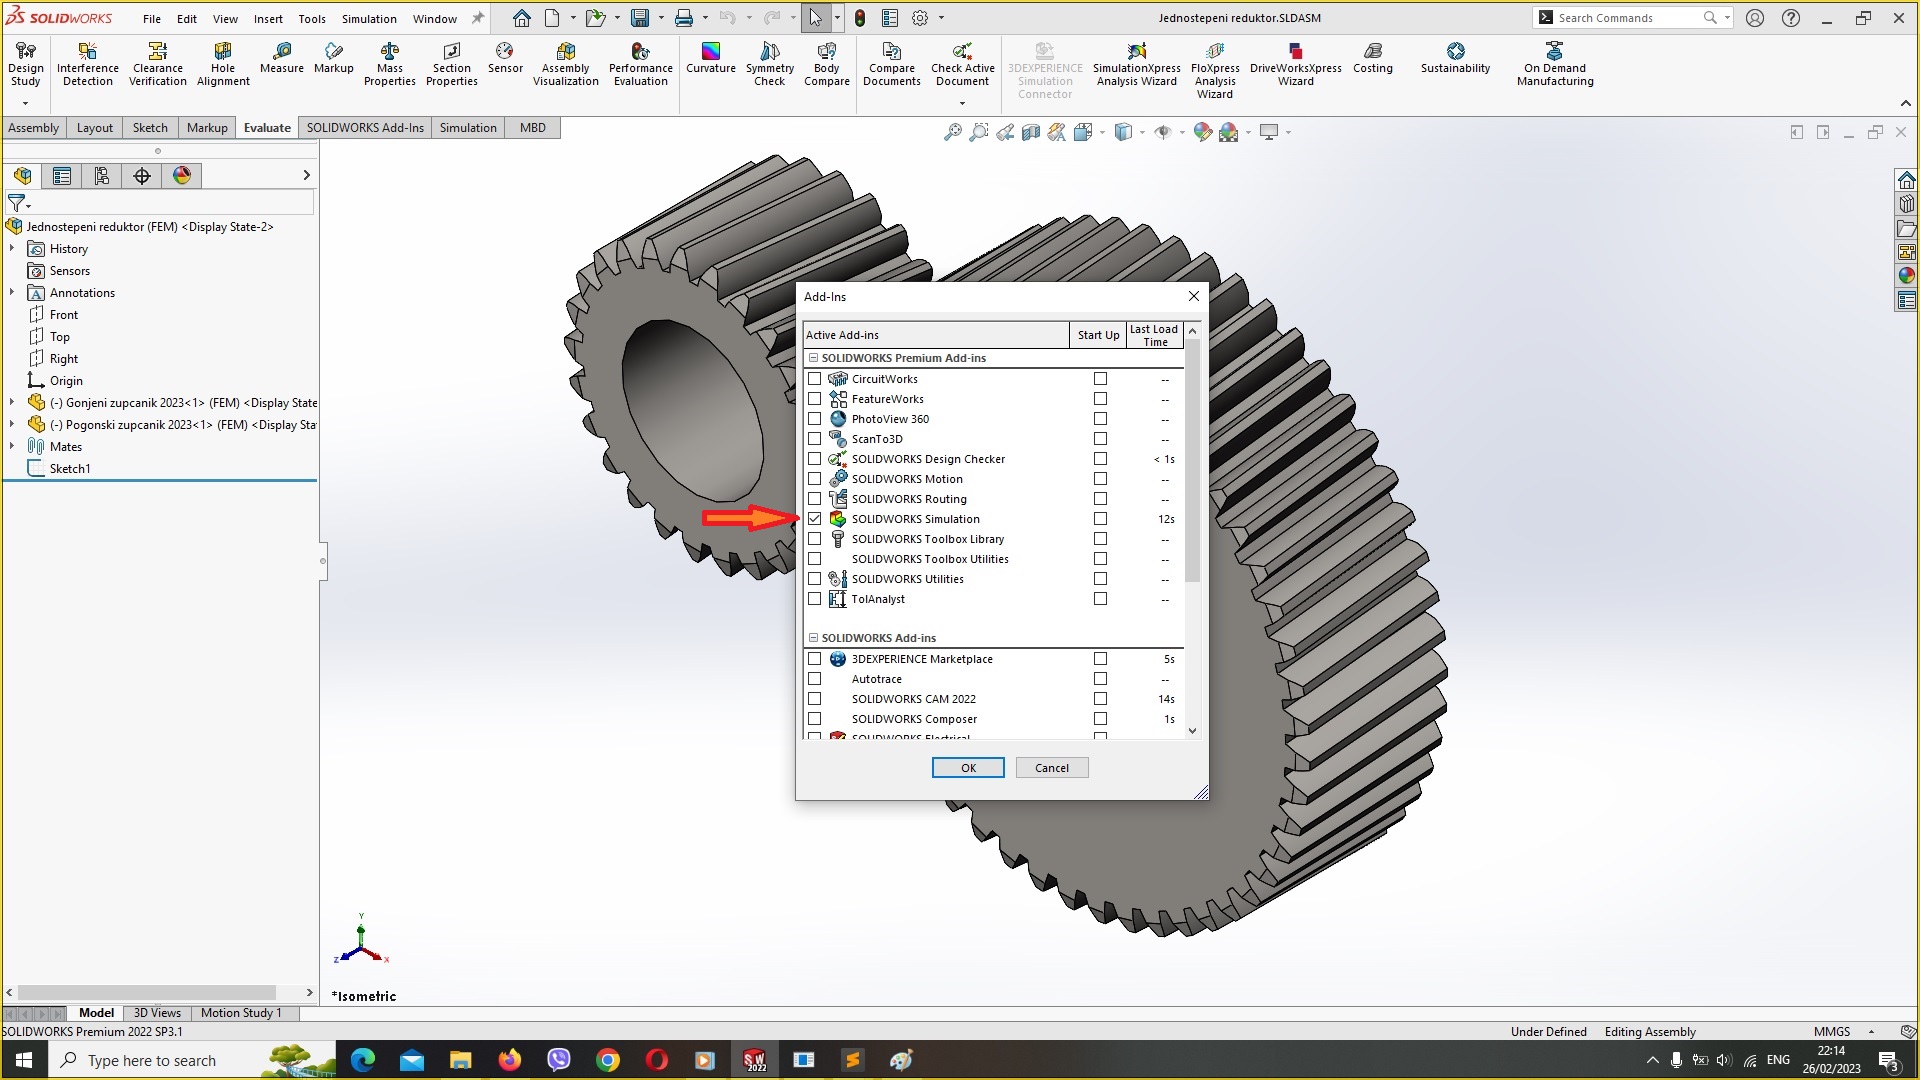 SOLIDWORKS
File Edit View Insert Tools Simulation Window
Jednostepeni reduktor.SLDASM
Search Commands
Design Study
Interference Detection
Clearance Verification
Hole Alignment
Measure
Markup
Mass Properties
Section Properties
Sensor
Assembly Visualization
Performance Evaluation
Curvature
Symmetry Check
Body Compare
Compare Documents
Check Active Document
3DEXPERIENCE Simulation Connector
SimulationXpress Analysis Wizard
FloXpress Analysis Wizard
DriveWorksXpress Wizard
Costing
Sustainability
On Demand Manufacturing
Assembly Layout Sketch Markup Evaluate SOLIDWORKS Add-Ins Simulation MBD
Jednostepeni reduktor (FEM) <Display State-2>
History
Sensors
Annotations
Front
Top
Right
Origin
(-) Gonjeni zupcanik 2023<1> (FEM) <Display State
(-) Pogonski zupcanik 2023<1> (FEM) <Display Sta
Mates
Sketch1
Add-Ins
Active Add-ins Start Up Last Load Time
SOLIDWORKS Premium Add-ins
CircuitWorks --
FeatureWorks --
PhotoView 360 --
ScanTo3D --
SOLIDWORKS Design Checker < 1s
SOLIDWORKS Motion --
SOLIDWORKS Routing --
SOLIDWORKS Simulation 12s
SOLIDWORKS Toolbox Library --
SOLIDWORKS Toolbox Utilities --
SOLIDWORKS Utilities --
TolAnalyst --
SOLIDWORKS Add-ins
3DEXPERIENCE Marketplace 5s
Autotrace --
SOLIDWORKS CAM 2022 14s
SOLIDWORKS Composer 1s
SOLIDWORKS Electrical
OK Cancel
Y
Z X
*Isometric
Model 3D Views Motion Study 1
SOLIDWORKS Premium 2022 SP3.1
Under Defined Editing Assembly MMGS
Type here to search
SW 2022
ENG
22:14
26/02/2023
3